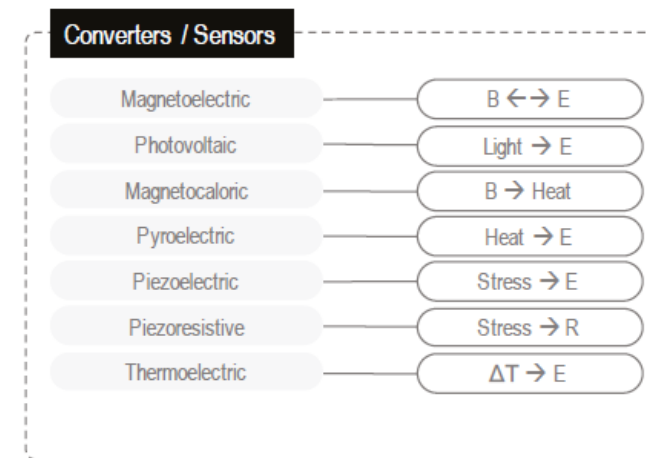 Converters / Sensors
Magnetoelectric B ←→ E
Photovoltaic Light → E
Magnetocaloric B → Heat
Pyroelectric Heat → E
Piezoelectric Stress → E
Piezoresistive Stress → R
Thermoelectric ΔT → E